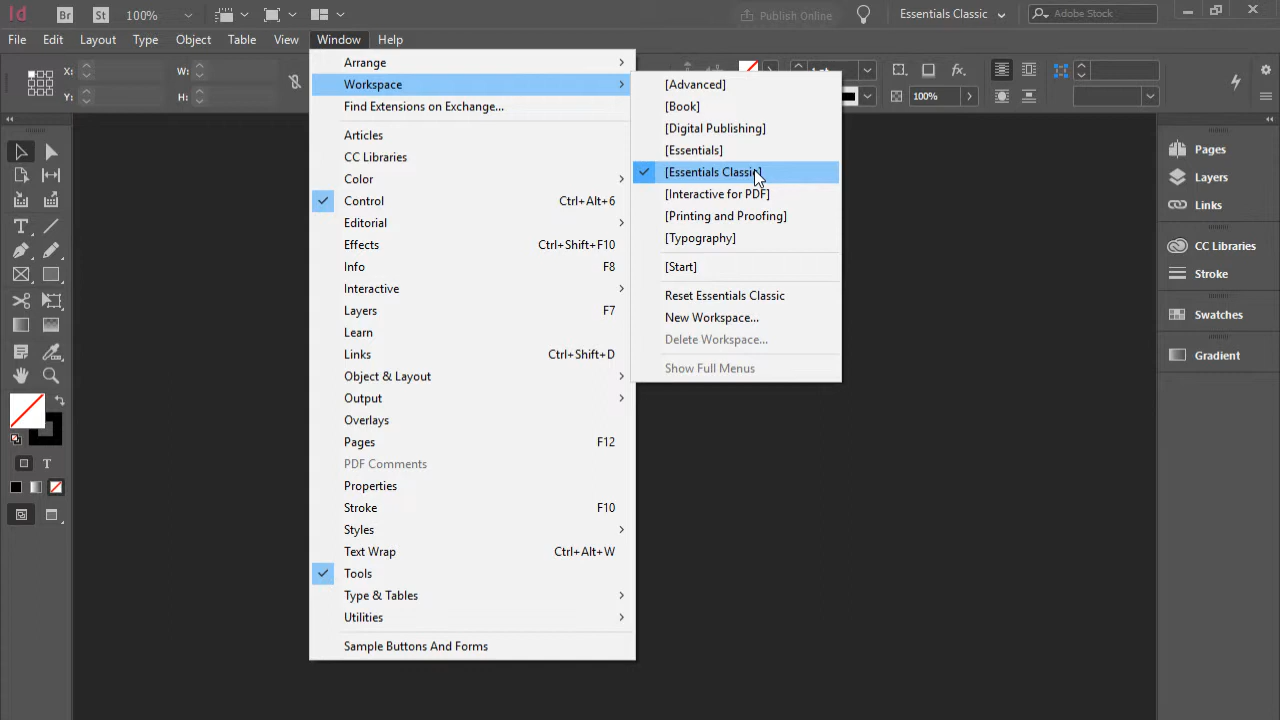 Id Br St 100% Publish Online Essentials Classic Adobe Stock
File Edit Layout Type Object Table View Window Help
X: W:
Y: H:
fx.
100%
Arrange
Workspace
Find Extensions on Exchange...
Articles
CC Libraries
Color
Control Ctrl+Alt+6
Editorial
Effects Ctrl+Shift+F10
Info F8
Interactive
Layers F7
Learn
Links Ctrl+Shift+D
Object & Layout
Output
Overlays
Pages F12
PDF Comments
Properties
Stroke F10
Styles
Text Wrap Ctrl+Alt+W
Tools
Type & Tables
Utilities
Sample Buttons And Forms
[Advanced]
[Book]
[Digital Publishing]
[Essentials]
[Essentials Classic]
[Interactive for PDF]
[Printing and Proofing]
[Typography]
[Start]
Reset Essentials Classic
New Workspace...
Delete Workspace...
Show Full Menus
Pages
Layers
Links
CC Libraries
Stroke
Swatches
Gradient